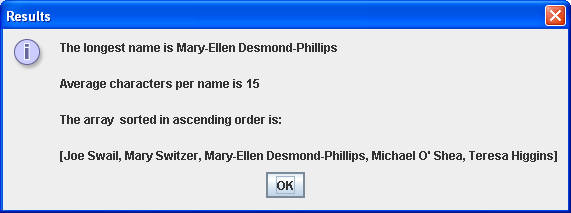 Results
The longest name is Mary-Ellen Desmond-Phillips
Average characters per name is 15
The array  sorted in ascending order is:
[Joe Swail, Mary Switzer, Mary-Ellen Desmond-Phillips, Michael O' Shea, Teresa Higgins]
OK